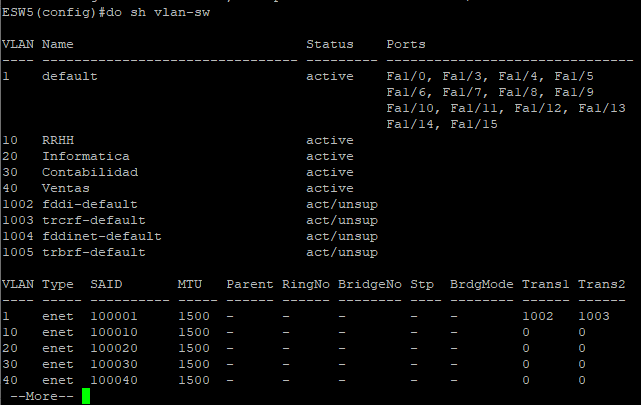 ESW5(config)#do sh vlan-sw
VLAN Name                             Status    Ports
---- -------------------------------- --------- -------------------------------
1    default                          active    Fa1/0, Fa1/3, Fa1/4, Fa1/5
                                                Fa1/6, Fa1/7, Fa1/8, Fa1/9
                                                Fa1/10, Fa1/11, Fa1/12, Fa1/13
                                                Fa1/14, Fa1/15
10   RRHH                             active
20   Informatica                      active
30   Contabilidad                     active
40   Ventas                           active
1002 fddi-default                     act/unsup
1003 trcrf-default                    act/unsup
1004 fddinet-default                  act/unsup
1005 trbrf-default                    act/unsup
VLAN Type  SAID       MTU   Parent RingNo BridgeNo Stp  BrdgMode Trans1 Trans2
---- ----- ---------- ----- ------ ------ -------- ---- -------- ------ ------
1    enet  100001     1500  -      -      -        -    -        1002   1003
10   enet  100010     1500  -      -      -        -    -        0      0
20   enet  100020     1500  -      -      -        -    -        0      0
30   enet  100030     1500  -      -      -        -    -        0      0
40   enet  100040     1500  -      -      -        -    -        0      0
 --More--